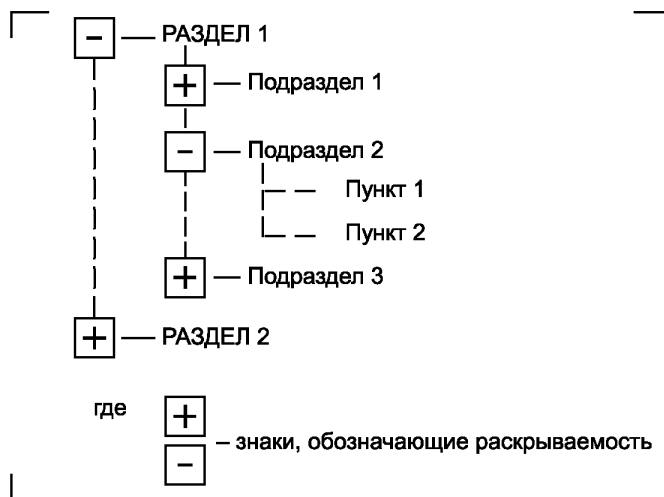 - РАЗДЕЛ 1
+ Подраздел 1
- Подраздел 2
Пункт 1
Пункт 2
+ Подраздел 3
+ РАЗДЕЛ 2
где +
- – знаки, обозначающие раскрываемость